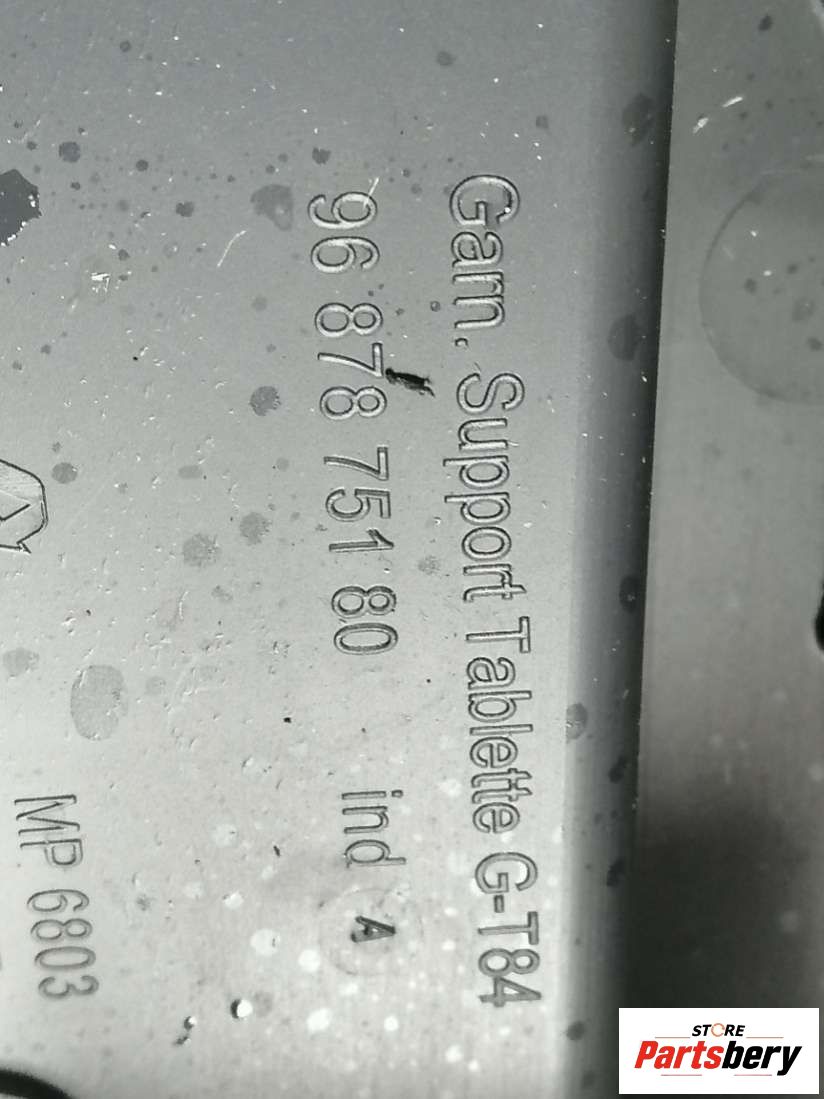 Garn. Support Tablette G-T84
96 878 751 80 ind A
MP 6803
STORE
Partsbery